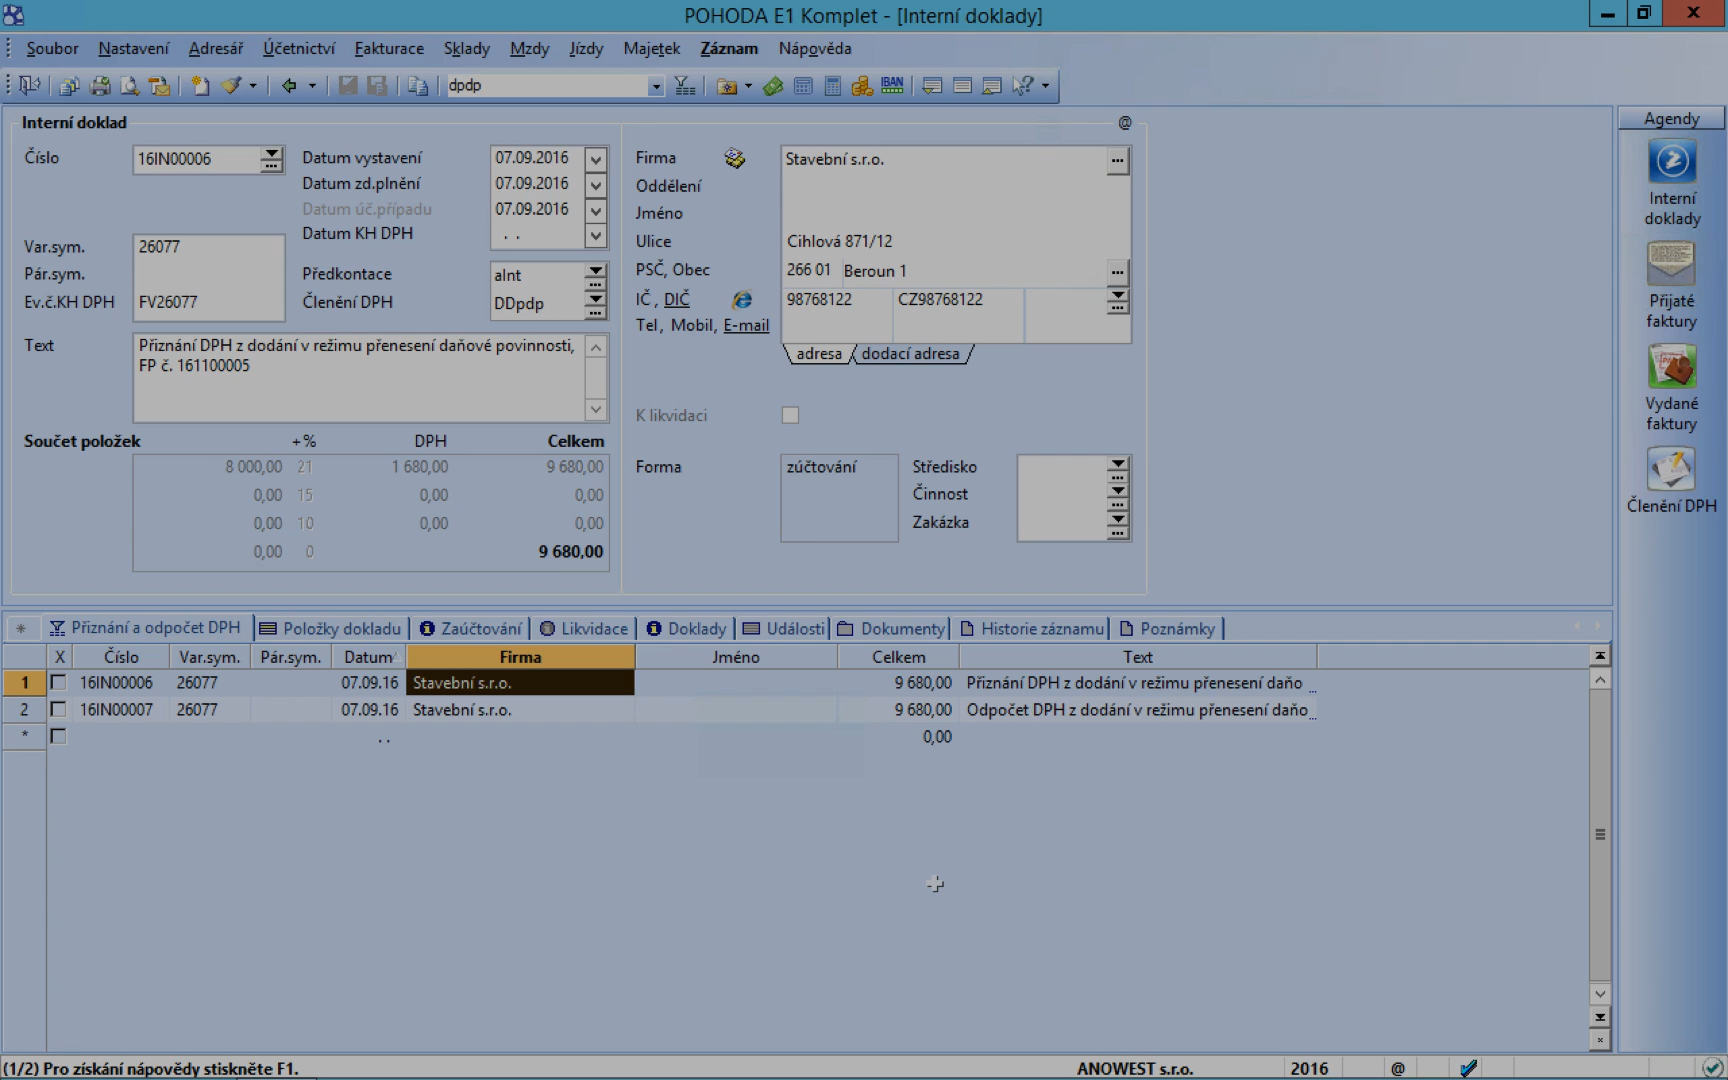 POHODA E1 Komplet - [Interní doklady]
Soubor Nastavení Adresář Účetnictví Fakturace Sklady Mzdy Jízdy Majetek Záznam Nápověda
dpdp IBAN
Interní doklad @
Číslo 16IN00006
Datum vystavení 07.09.2016
Datum zd.plnění 07.09.2016
Datum úč.případu 07.09.2016
Datum KH DPH . .
Var.sym. 26077
Pár.sym.
Ev.č.KH DPH FV26077
Předkontace aInt
Členění DPH DDpdp
Text Přiznání DPH z dodání v režimu přenesení daňové povinnosti,
FP č. 161100005
Součet položek +% DPH Celkem
8 000,00 21 1 680,00 9 680,00
0,00 15 0,00 0,00
0,00 10 0,00 0,00
0,00 0 9 680,00
Firma Stavební s.r.o.
Oddělení
Jméno
Ulice Cihlová 871/12
PSČ, Obec 266 01 Beroun 1
IČ , DIČ 98768122 CZ98768122
Tel, Mobil, E-mail
adresa dodací adresa
K likvidaci
Forma zúčtování
Středisko
Činnost
Zakázka
Agendy
Interní
doklady
Přijaté
faktury
Vydané
faktury
Členění DPH
* Přiznání a odpočet DPH Položky dokladu Zaúčtování Likvidace Doklady Události Dokumenty Historie záznamu Poznámky
X Číslo Var.sym. Pár.sym. Datum Firma Jméno Celkem Text
1 16IN00006 26077 07.09.16 Stavební s.r.o. 9 680,00 Přiznání DPH z dodání v režimu přenesení daňo ...
2 16IN00007 26077 07.09.16 Stavební s.r.o. 9 680,00 Odpočet DPH z dodání v režimu přenesení daňo...
* . . 0,00
(1/2) Pro získání nápovědy stiskněte F1. ANOWEST s.r.o. 2016 @